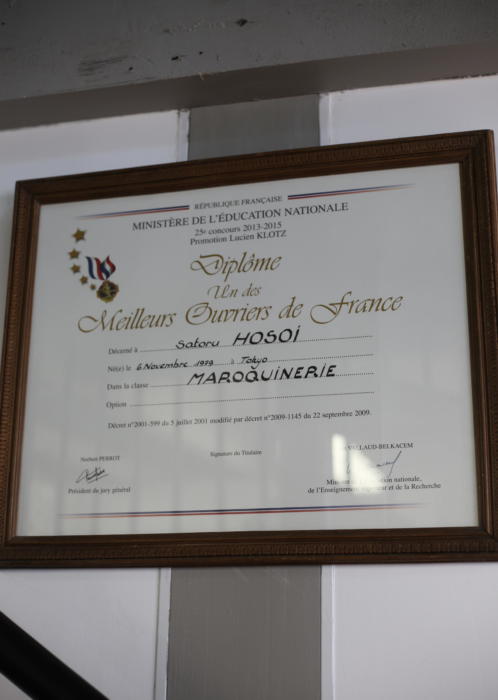 RÉPUBLIQUE FRANÇAISE
MINISTÈRE DE L'ÉDUCATION NATIONALE
25e concours 2013-2015
Promotion Lucien KLOTZ
Diplôme
Un des
Meilleurs Ouvriers de France
Décerné à Satoru HOSOI
Né(e) le 6 Novembre 1979 à Tokyo
Dans la classe MAROQUINERIE
Option
Décret n°2001-599 du 5 juillet 2001 modifié par décret n°2009-1145 du 22 septembre 2009.
Norbert PERROT
Président du jury général
Signature du Titulaire
VALLAUD-BELKACEM
nationale,
de l'Enseignement et de la Recherche